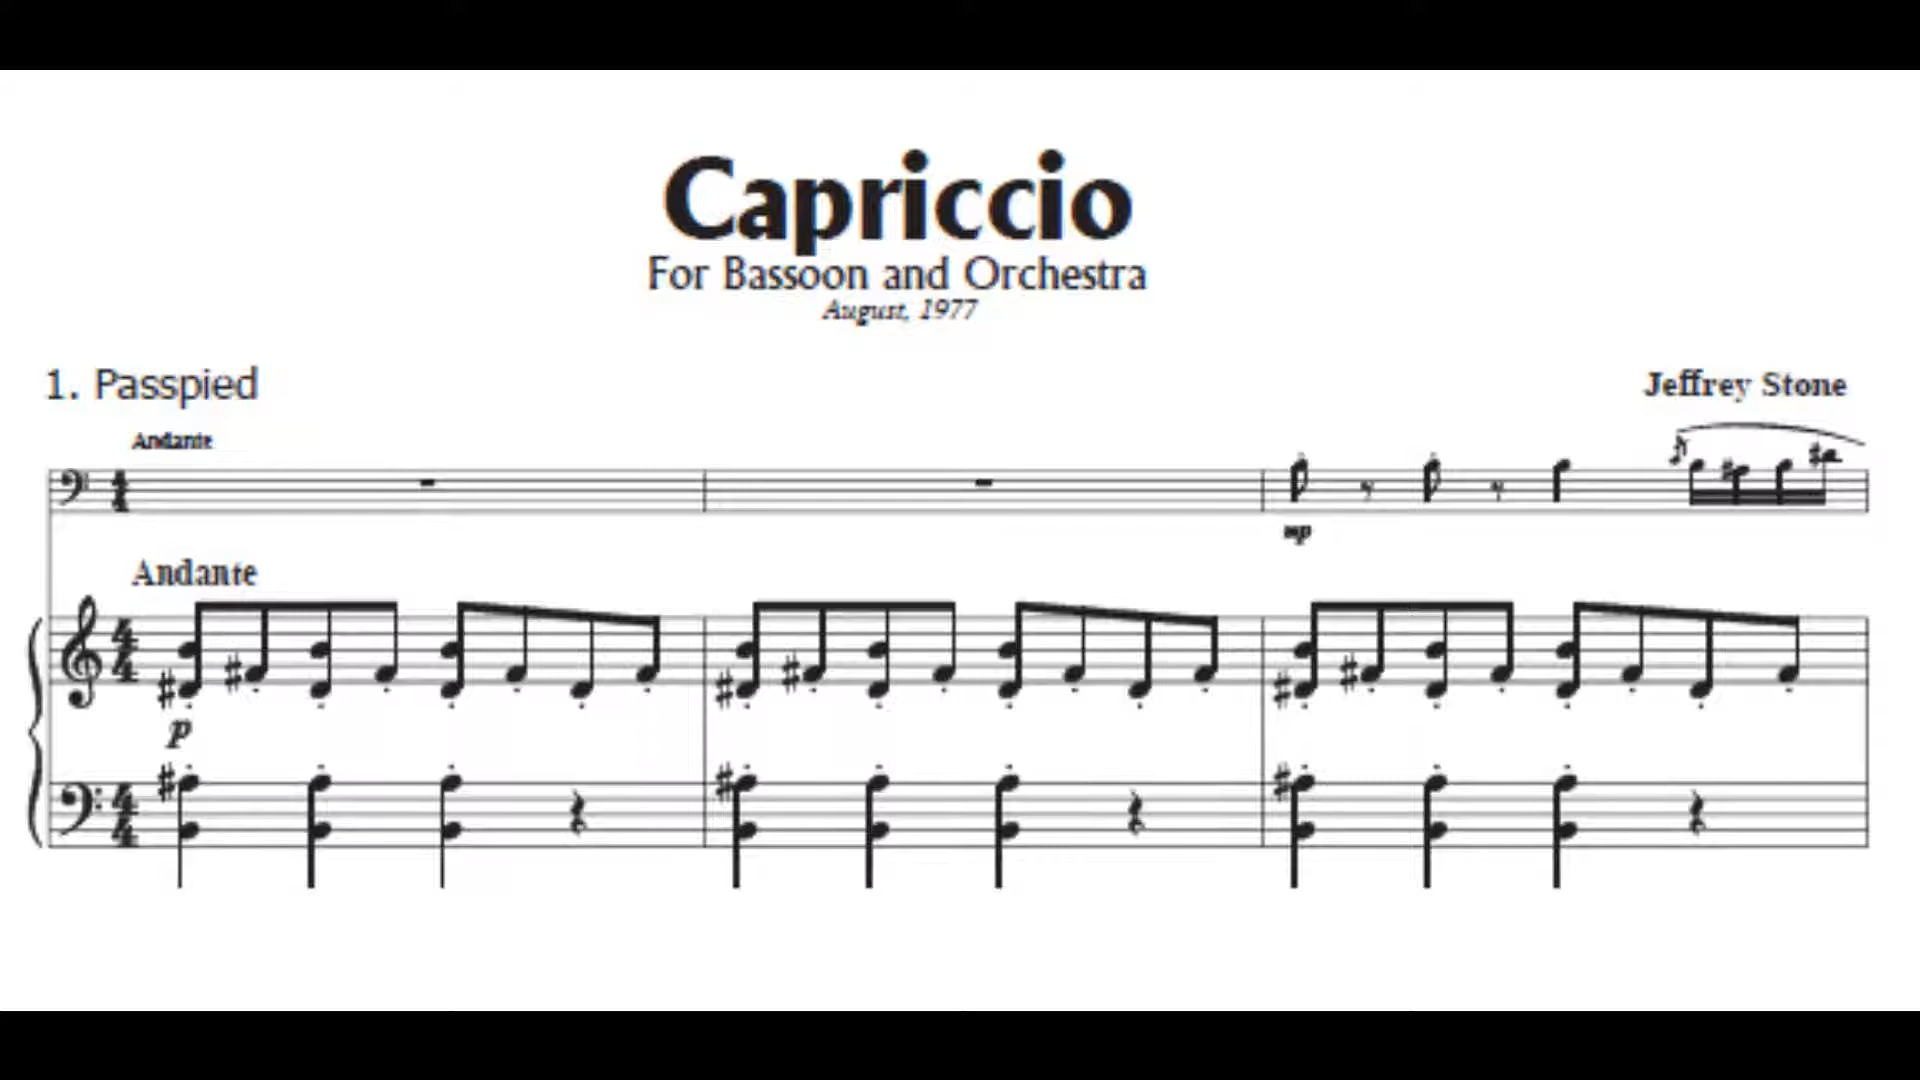 Capriccio
For Bassoon and Orchestra
August, 1977
1. Passpied
Jeffrey Stone
Andante
mp
Andante
p